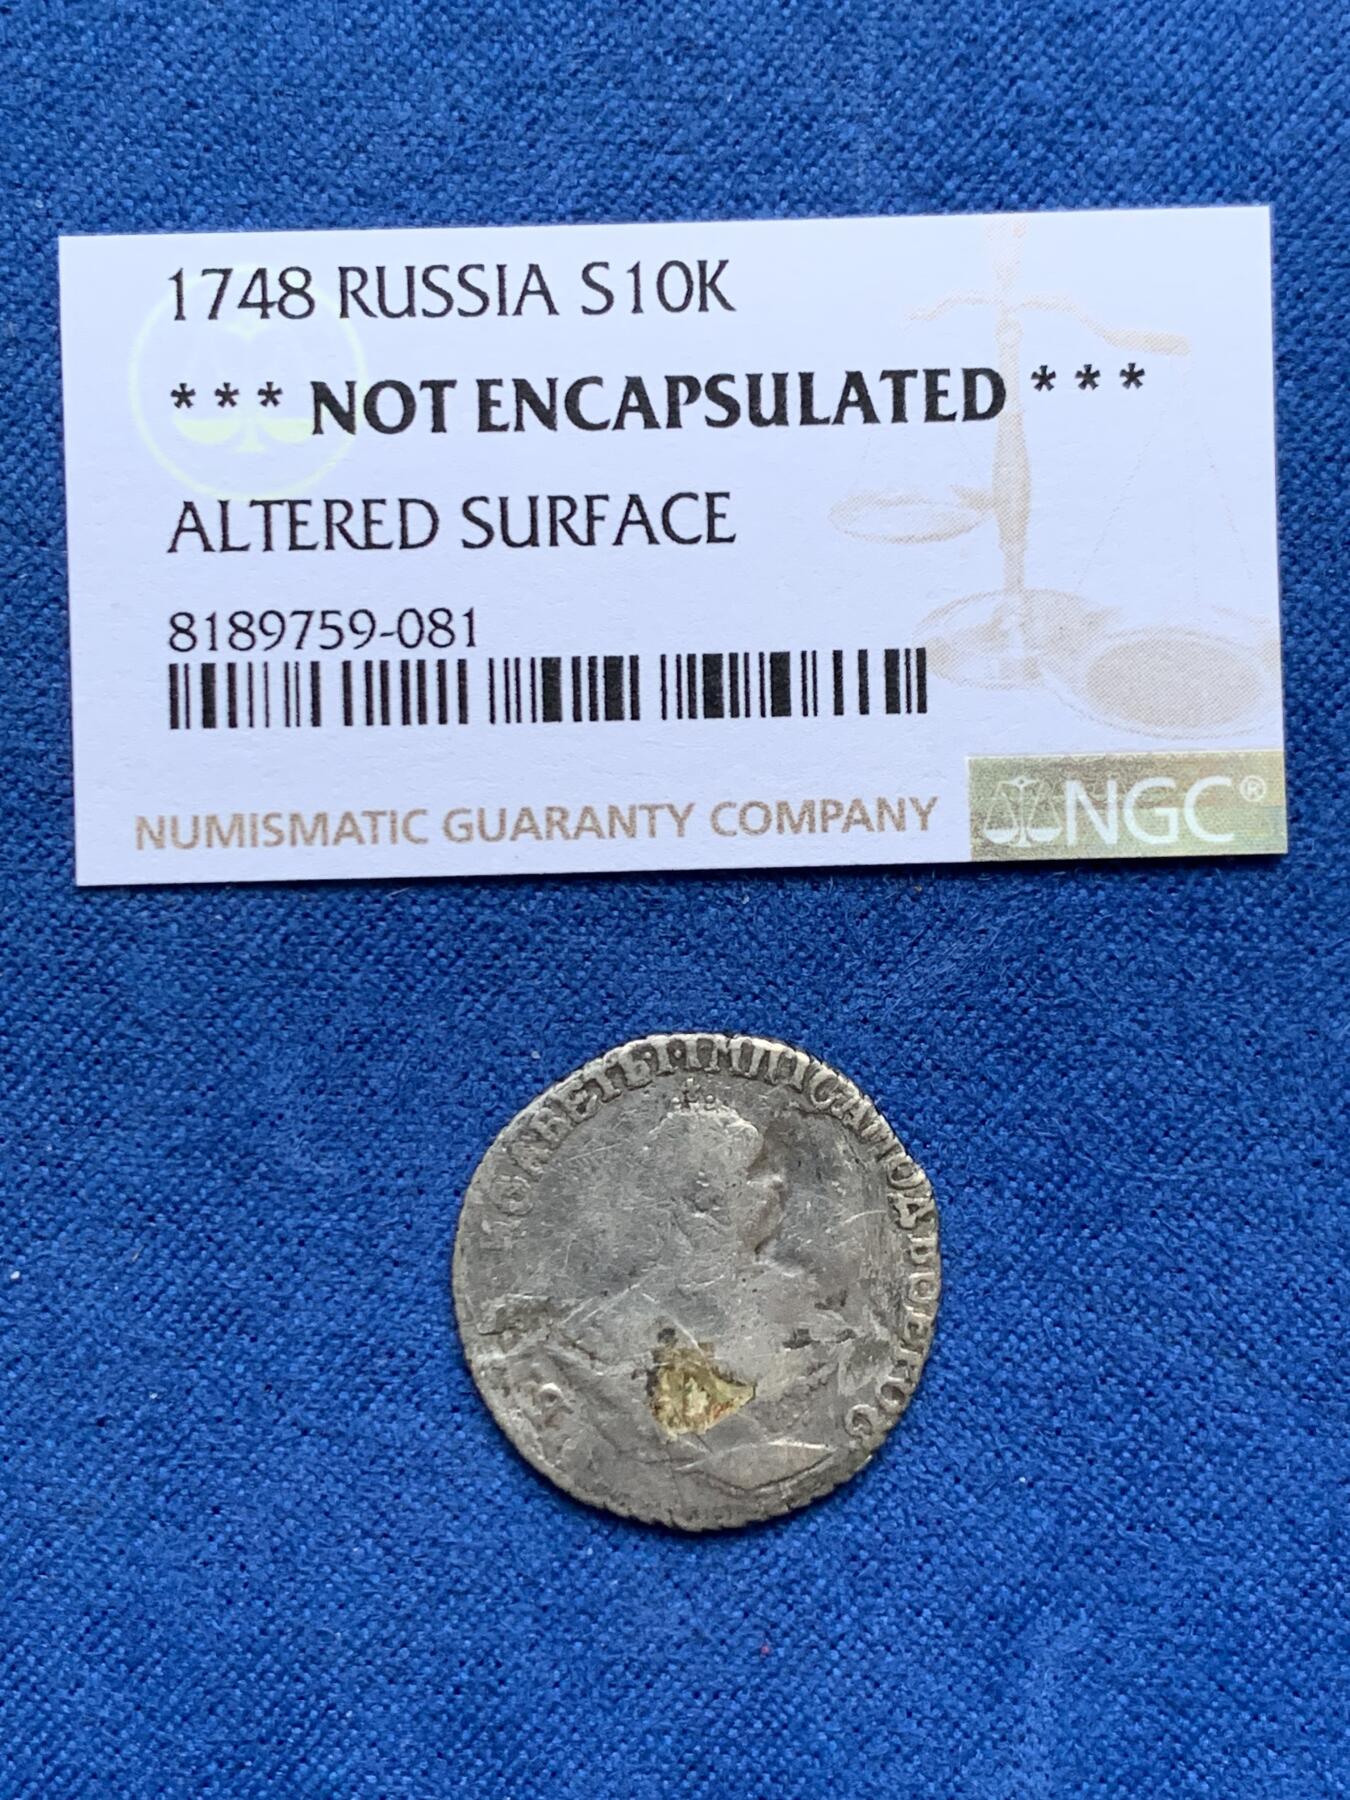 1748 RUSSIA S10K
* * * NOT ENCAPSULATED * * *
ALTERED SURFACE
8189759-081
NUMISMATIC GUARANTY COMPANY
NGC®